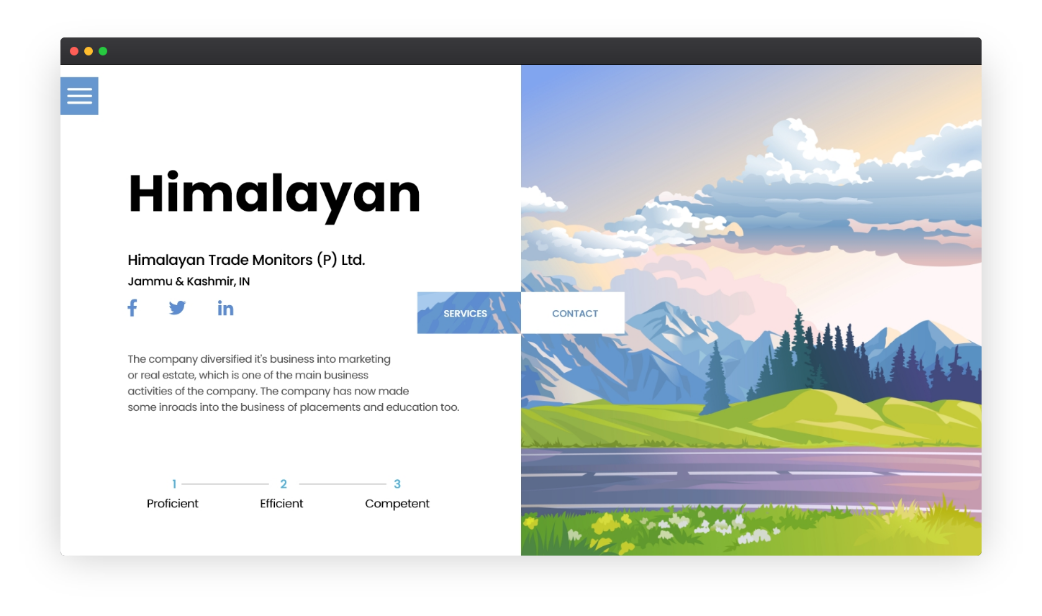 Himalayan
Himalayan Trade Monitors (P) Ltd.
Jammu & Kashmir, IN
SERVICES
CONTACT
The company diversified it's business into marketing
or real estate, which is one of the main business
activities of the company. The company has now made
some inroads into the business of placements and education too.
1 2 3
Proficient Efficient Competent